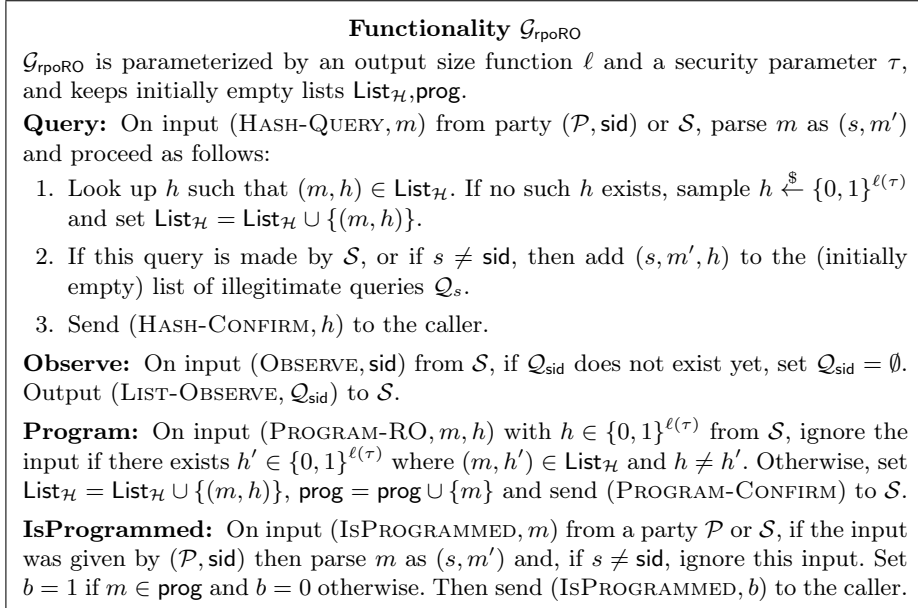 Functionality 𝒢rpoRO
𝒢rpoRO is parameterized by an output size function ℓ and a security parameter τ,
and keeps initially empty lists Listℋ,prog.
Query: On input (HASH-QUERY, m) from party (𝒫, sid) or 𝒮, parse m as (s, m′)
and proceed as follows:
1. Look up h such that (m, h) ∈ Listℋ. If no such h exists, sample h ←$ {0, 1}^ℓ(τ)
and set Listℋ = Listℋ ∪ {(m, h)}.
2. If this query is made by 𝒮, or if s ≠ sid, then add (s, m′, h) to the (initially
empty) list of illegitimate queries 𝒬s.
3. Send (HASH-CONFIRM, h) to the caller.
Observe: On input (OBSERVE, sid) from 𝒮, if 𝒬sid does not exist yet, set 𝒬sid = ∅.
Output (LIST-OBSERVE, 𝒬sid) to 𝒮.
Program: On input (PROGRAM-RO, m, h) with h ∈ {0, 1}^ℓ(τ) from 𝒮, ignore the
input if there exists h′ ∈ {0, 1}^ℓ(τ) where (m, h′) ∈ Listℋ and h ≠ h′. Otherwise, set
Listℋ = Listℋ ∪ {(m, h)}, prog = prog ∪ {m} and send (PROGRAM-CONFIRM) to 𝒮.
IsProgrammed: On input (ISPROGRAMMED, m) from a party 𝒫 or 𝒮, if the input
was given by (𝒫, sid) then parse m as (s, m′) and, if s ≠ sid, ignore this input. Set
b = 1 if m ∈ prog and b = 0 otherwise. Then send (ISPROGRAMMED, b) to the caller.